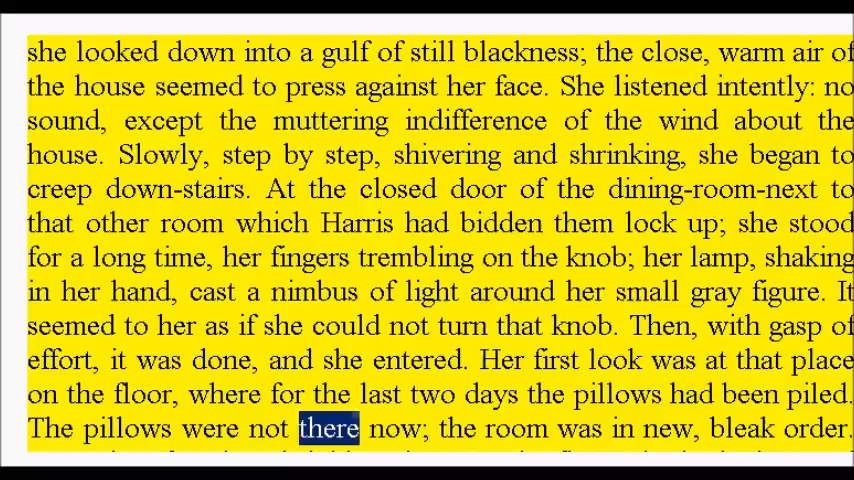 she looked down into a gulf of still blackness; the close, warm air of
the house seemed to press against her face. She listened intently: no
sound, except the muttering indifference of the wind about the
house. Slowly, step by step, shivering and shrinking, she began to
creep down-stairs. At the closed door of the dining-room-next to
that other room which Harris had bidden them lock up; she stood
for a long time, her fingers trembling on the knob; her lamp, shaking
in her hand, cast a nimbus of light around her small gray figure. It
seemed to her as if she could not turn that knob. Then, with gasp of
effort, it was done, and she entered. Her first look was at that place
on the floor, where for the last two days the pillows had been piled.
The pillows were not there now; the room was in new, bleak order.